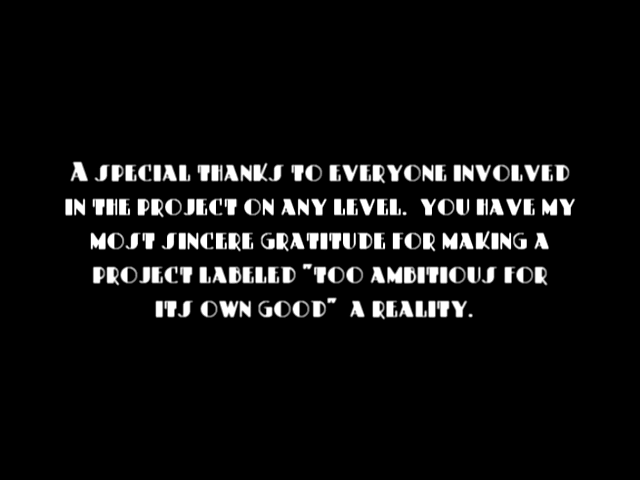 A SPECIAL THANKS TO EVERYONE INVOLVED
IN THE PROJECT ON ANY LEVEL. YOU HAVE MY
MOST SINCERE GRATITUDE FOR MAKING A
PROJECT LABELED "TOO AMBITIOUS FOR
ITS OWN GOOD" A REALITY.